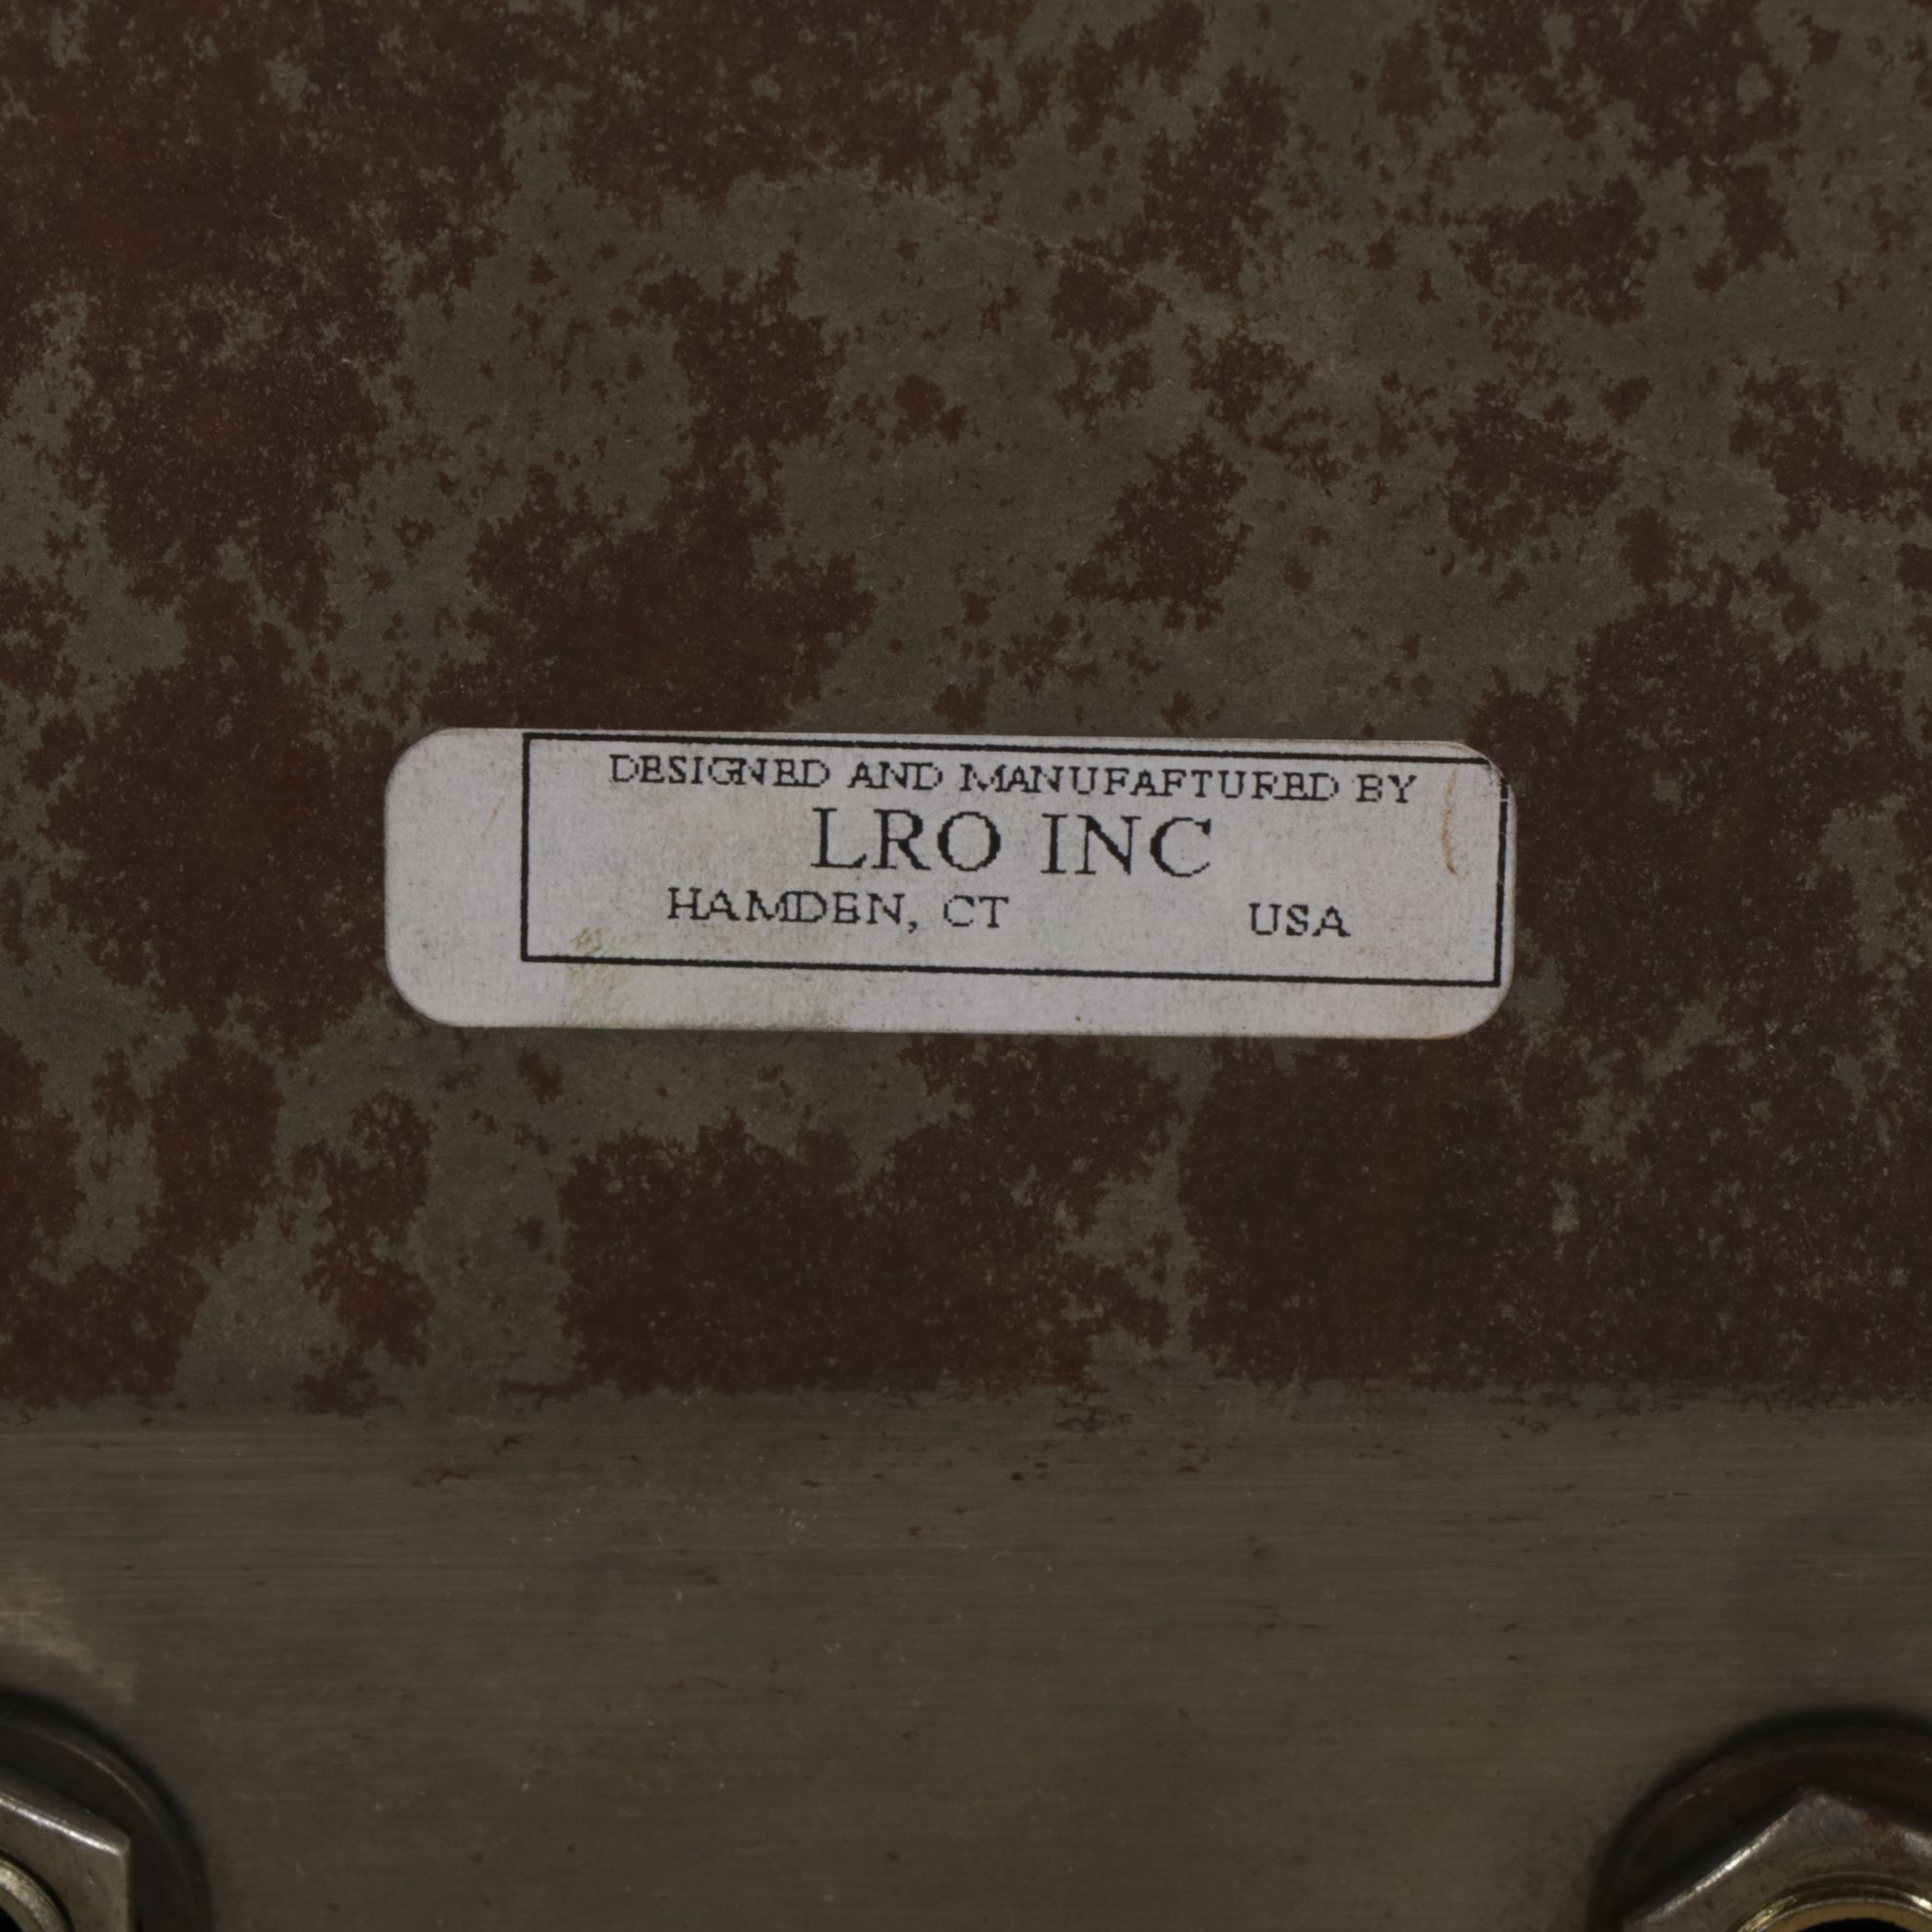 DESIGNED AND MANUFAFTURED BY
LRO INC
HAMDEN, CT USA